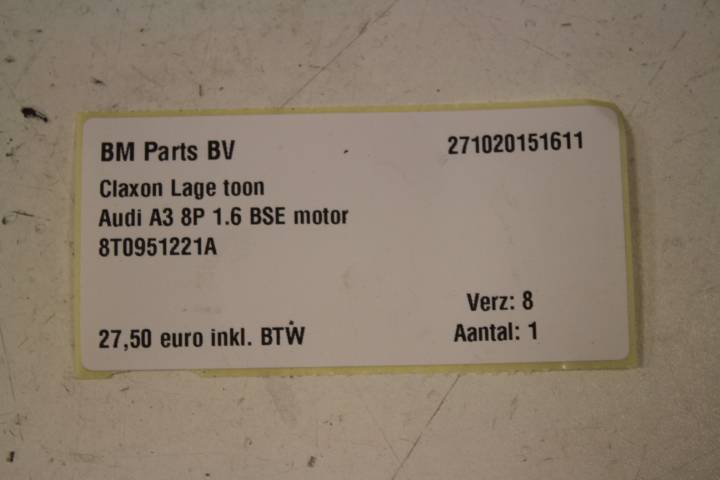 BM Parts BV 271020151611
Claxon Lage toon
Audi A3 8P 1.6 BSE motor
8T0951221A
Verz: 8
27,50 euro inkl. BTW Aantal: 1